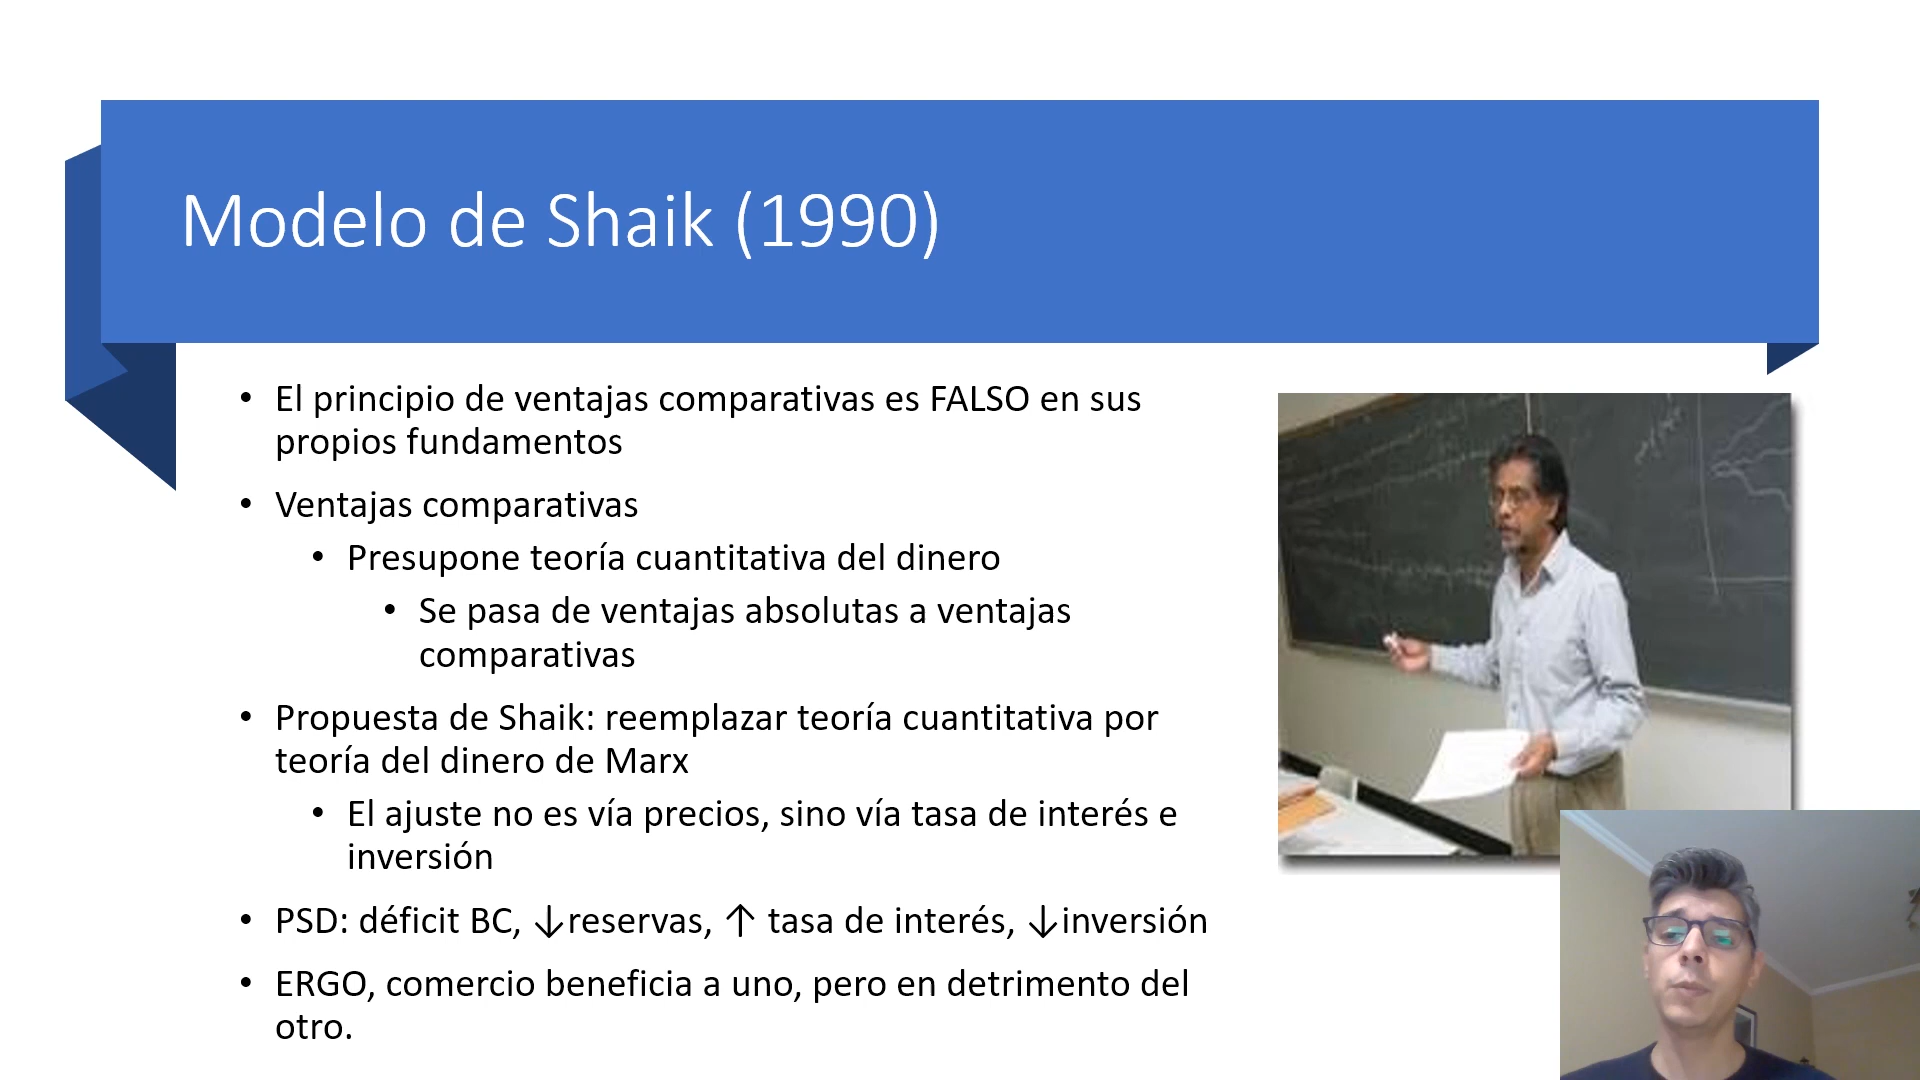 Modelo de Shaik (1990)
• El principio de ventajas comparativas es FALSO en sus
propios fundamentos
• Ventajas comparativas
• Presupone teoría cuantitativa del dinero
• Se pasa de ventajas absolutas a ventajas
comparativas
• Propuesta de Shaik: reemplazar teoría cuantitativa por
teoría del dinero de Marx
• El ajuste no es vía precios, sino vía tasa de interés e
inversión
• PSD: déficit BC, ↓reservas, ↑ tasa de interés, ↓inversión
• ERGO, comercio beneficia a uno, pero en detrimento del
otro.